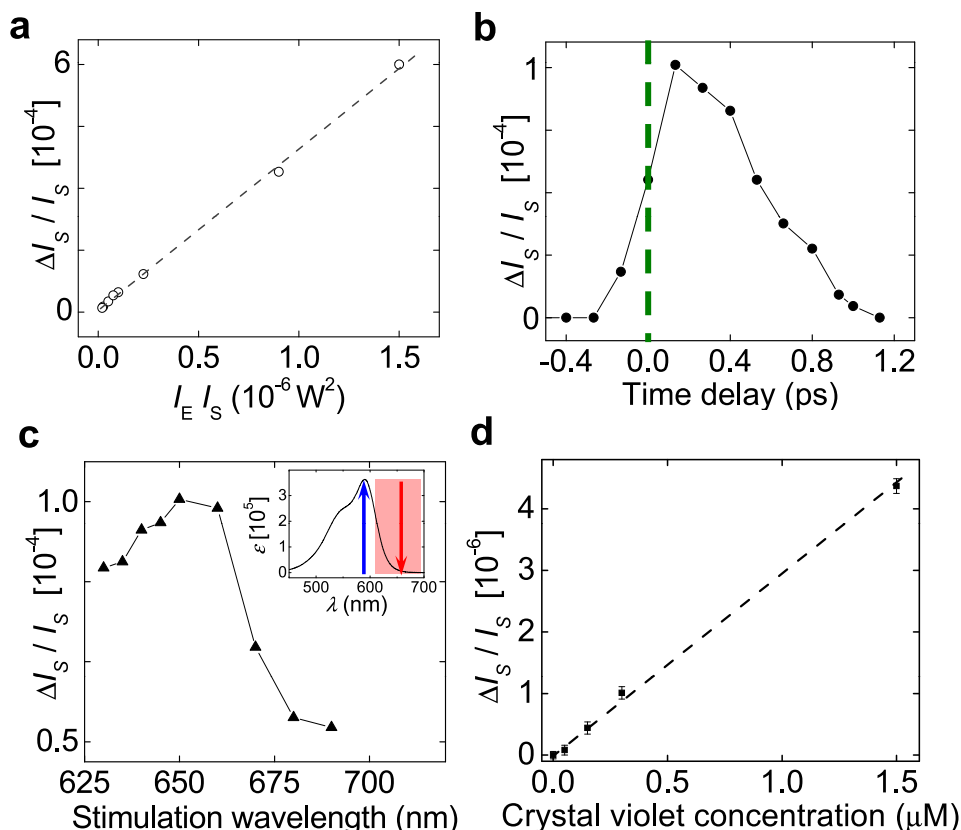 a
6
0
ΔI_S / I_S [10⁻⁴]
0.0 0.5 1.0 1.5
I_E I_S (10⁻⁶ W²)
b
1
0
ΔI_S / I_S [10⁻⁴]
-0.4 0.0 0.4 0.8 1.2
Time delay (ps)
c
1.0
0.5
ΔI_S / I_S [10⁻⁴]
625 650 675 700
Stimulation wavelength (nm)
3
2
1
0
ε [10⁵]
500 600 700
λ (nm)
d
4
3
2
1
0
ΔI_S / I_S [10⁻⁶]
0.0 0.5 1.0 1.5
Crystal violet concentration (μM)